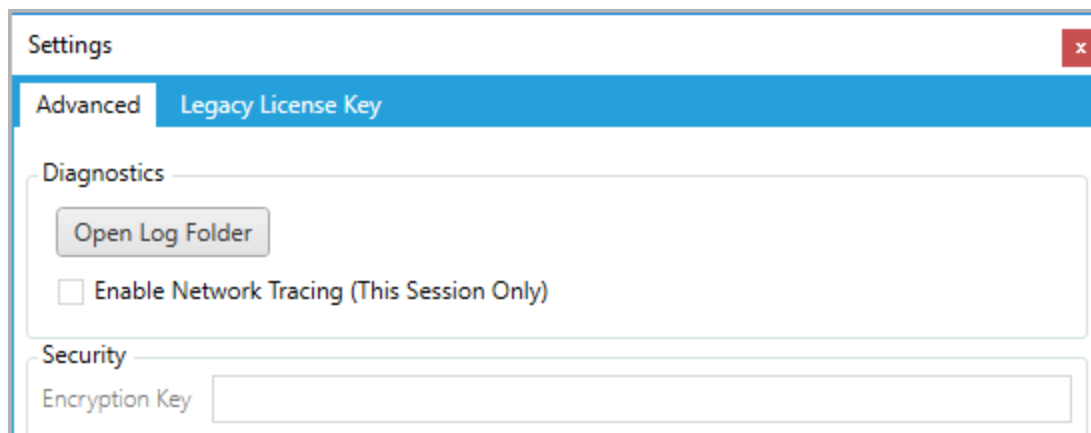 Settings
x
Advanced Legacy License Key
Diagnostics
Open Log Folder
Enable Network Tracing (This Session Only)
Security
Encryption Key